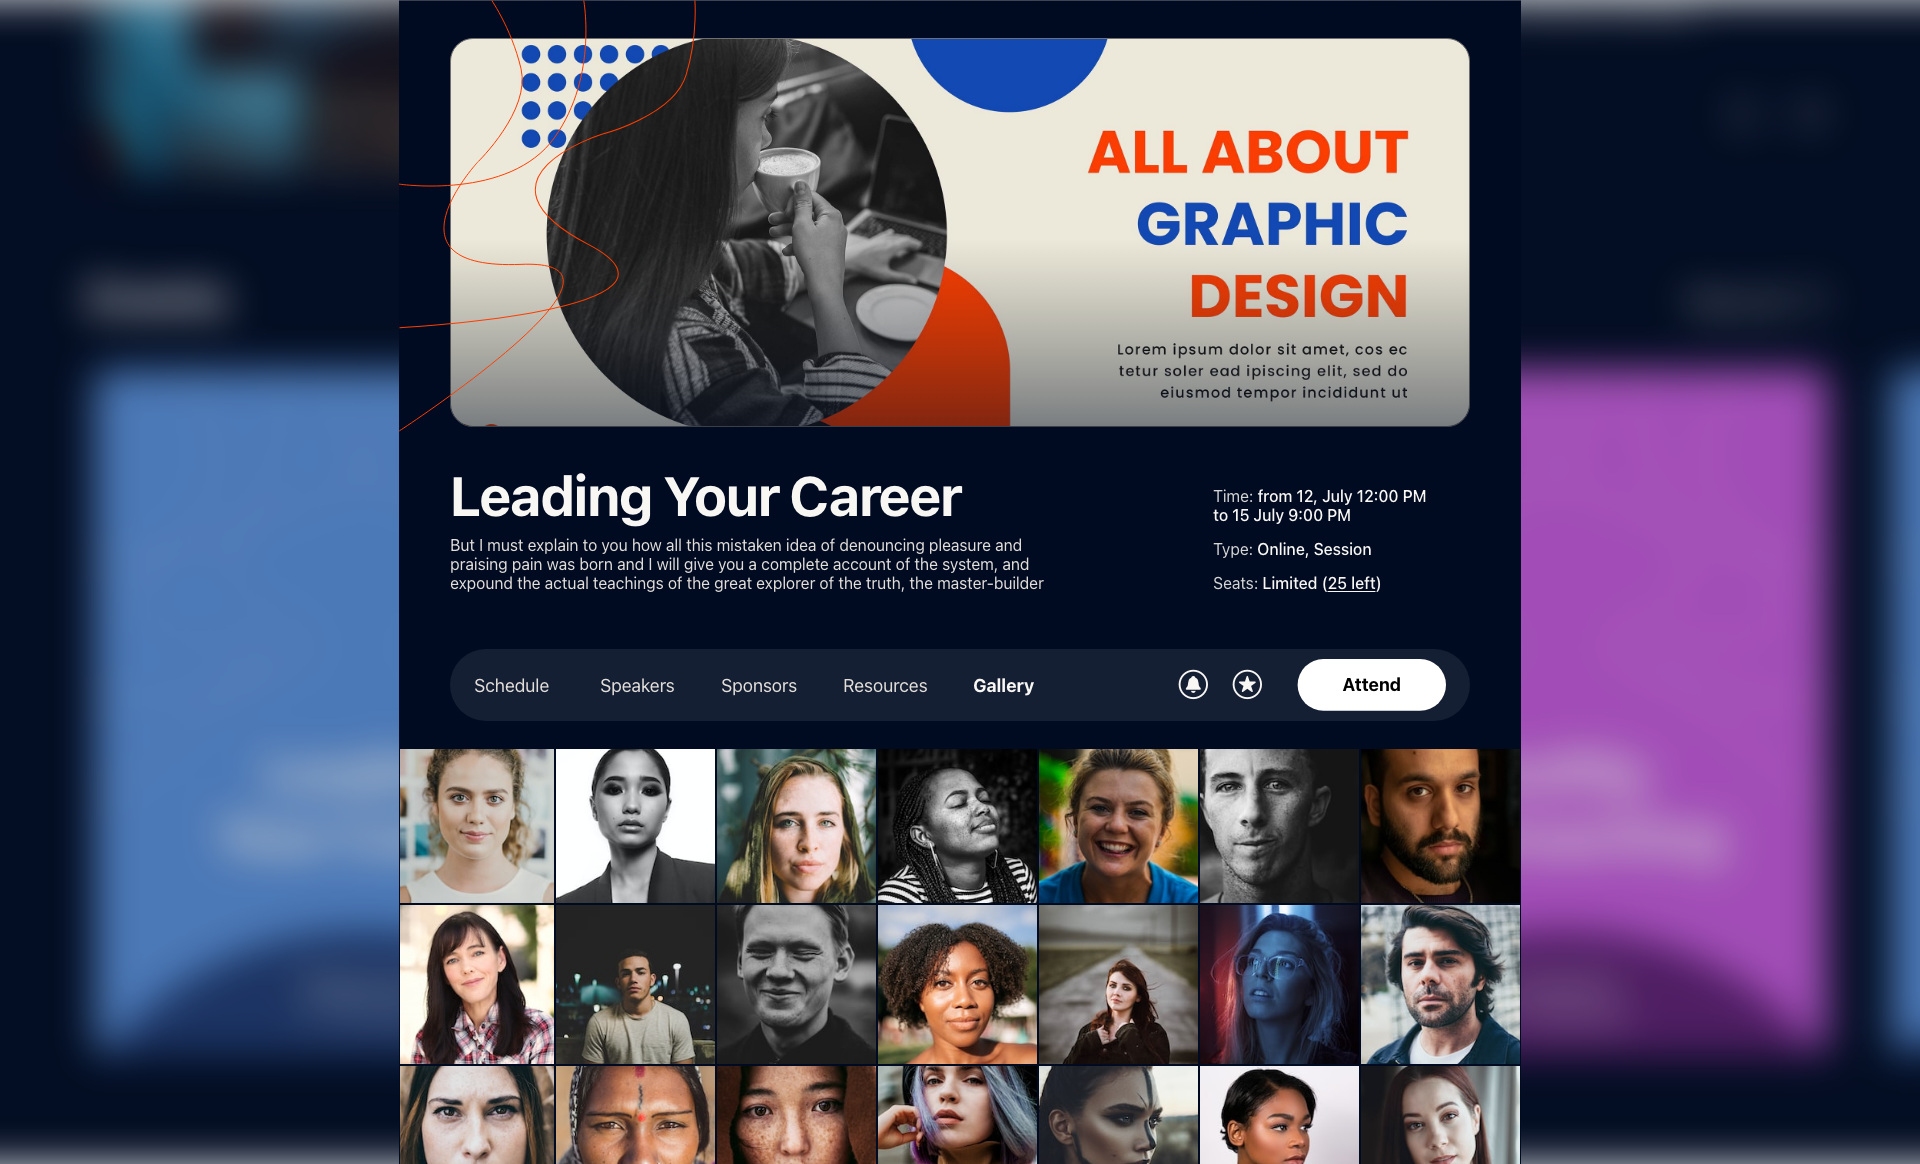 ALL ABOUT
GRAPHIC
DESIGN
Lorem ipsum dolor sit amet, cos ec
tetur soler ead ipiscing elit, sed do
eiusmod tempor incididunt ut
Leading Your Career
But I must explain to you how all this mistaken idea of denouncing pleasure and
praising pain was born and I will give you a complete account of the system, and
expound the actual teachings of the great explorer of the truth, the master-builder
Time: from 12, July 12:00 PM
to 15 July 9:00 PM
Type: Online, Session
Seats: Limited (25 left)
Schedule
Speakers
Sponsors
Resources
Gallery
Attend